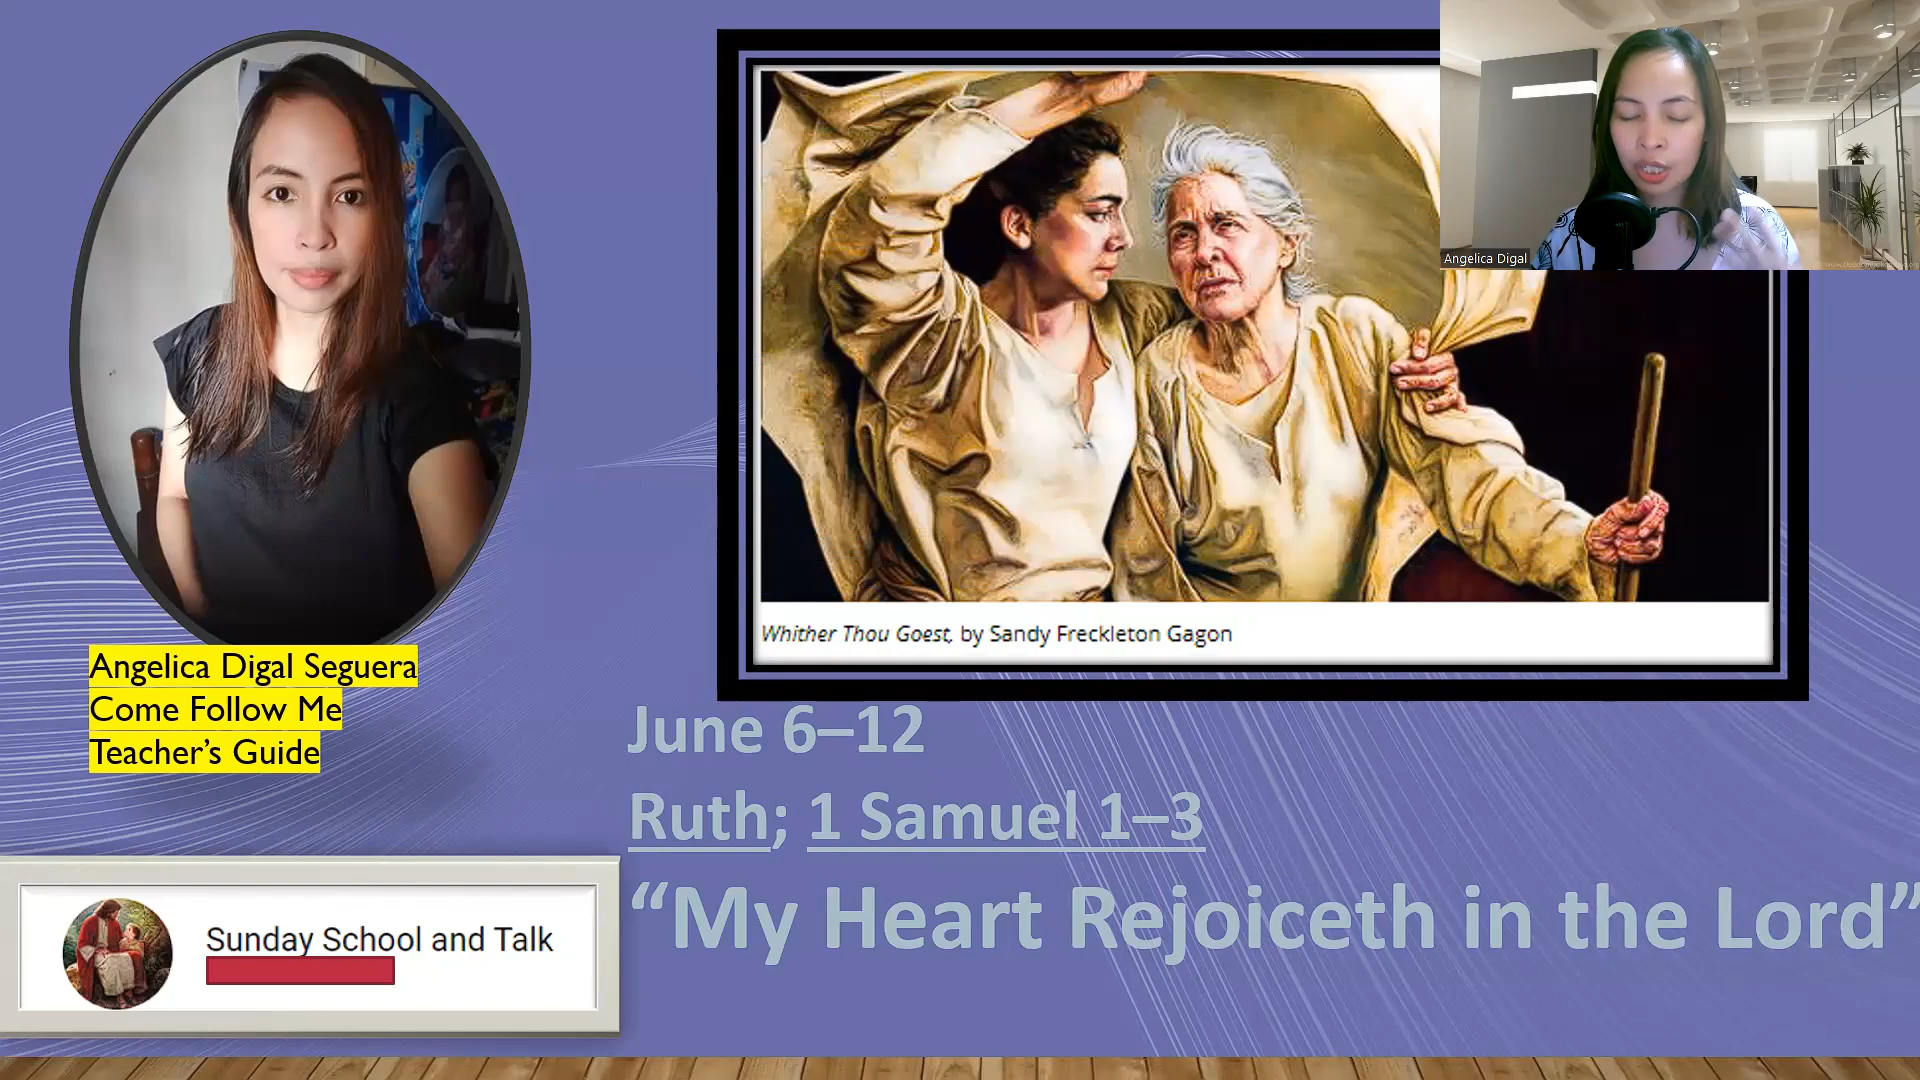 Angelica Digal
Whither Thou Goest, by Sandy Freckleton Gagon
Angelica Digal Seguera
Come Follow Me
Teacher’s Guide
June 6–12
Ruth; 1 Samuel 1–3
“My Heart Rejoiceth in the Lord”
Sunday School and Talk